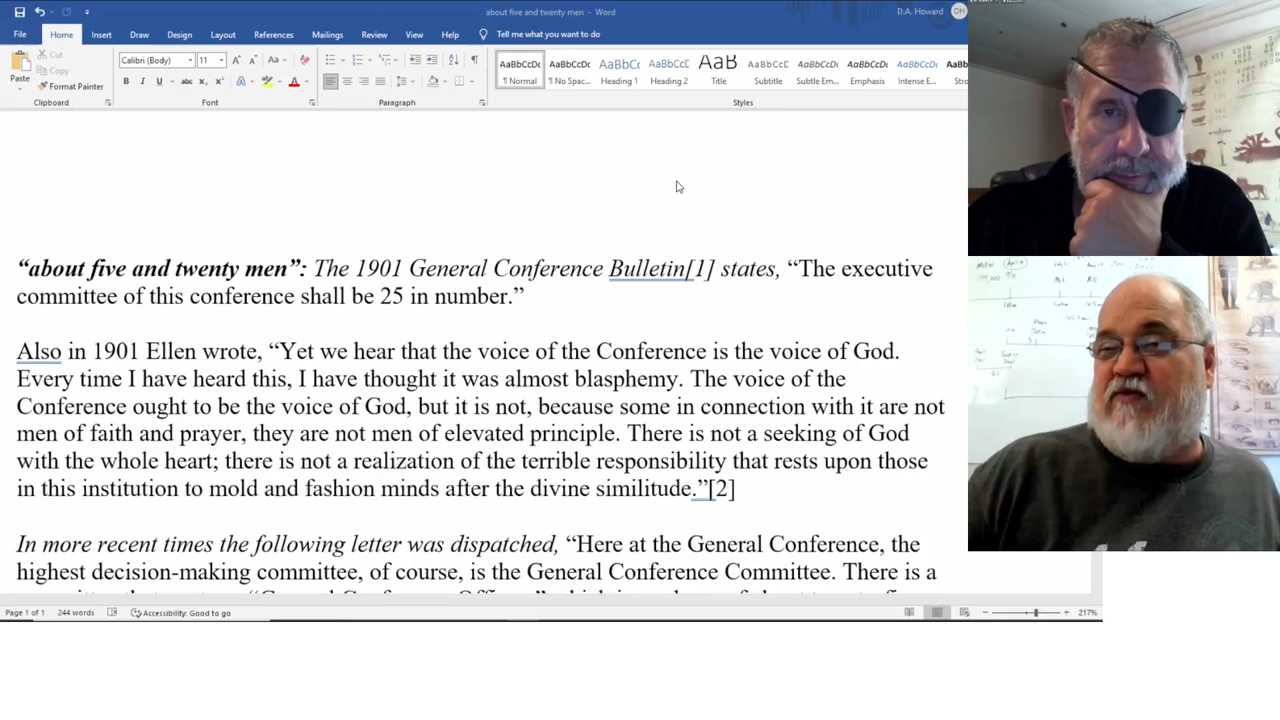 about five and twenty men - Word
D.A. Howard
DH
File Home Insert Draw Design Layout References Mailings Review View Help Tell me what you want to do
Paste
Cut
Copy
Format Painter
Calibri (Body) 11
AaBbCcDc AaBbCcDc AaBbCc AaBbCcD AaB AaBbCcD AaBbCcDc AaBbCcDc AaBbCcDc
¶ Normal ¶ No Spac... Heading 1 Heading 2 Title Subtitle Subtle Em... Emphasis Intense E...
Clipboard Font Paragraph Styles
“about five and twenty men”: The 1901 General Conference Bulletin[1] states, “The executive
committee of this conference shall be 25 in number.”
Also in 1901 Ellen wrote, “Yet we hear that the voice of the Conference is the voice of God.
Every time I have heard this, I have thought it was almost blasphemy. The voice of the
Conference ought to be the voice of God, but it is not, because some in connection with it are not
men of faith and prayer, they are not men of elevated principle. There is not a seeking of God
with the whole heart; there is not a realization of the terrible responsibility that rests upon those
in this institution to mold and fashion minds after the divine similitude.”[2]
In more recent times the following letter was dispatched, “Here at the General Conference, the
highest decision-making committee, of course, is the General Conference Committee. There is a
Page 1 of 1 244 words Accessibility: Good to go 217%